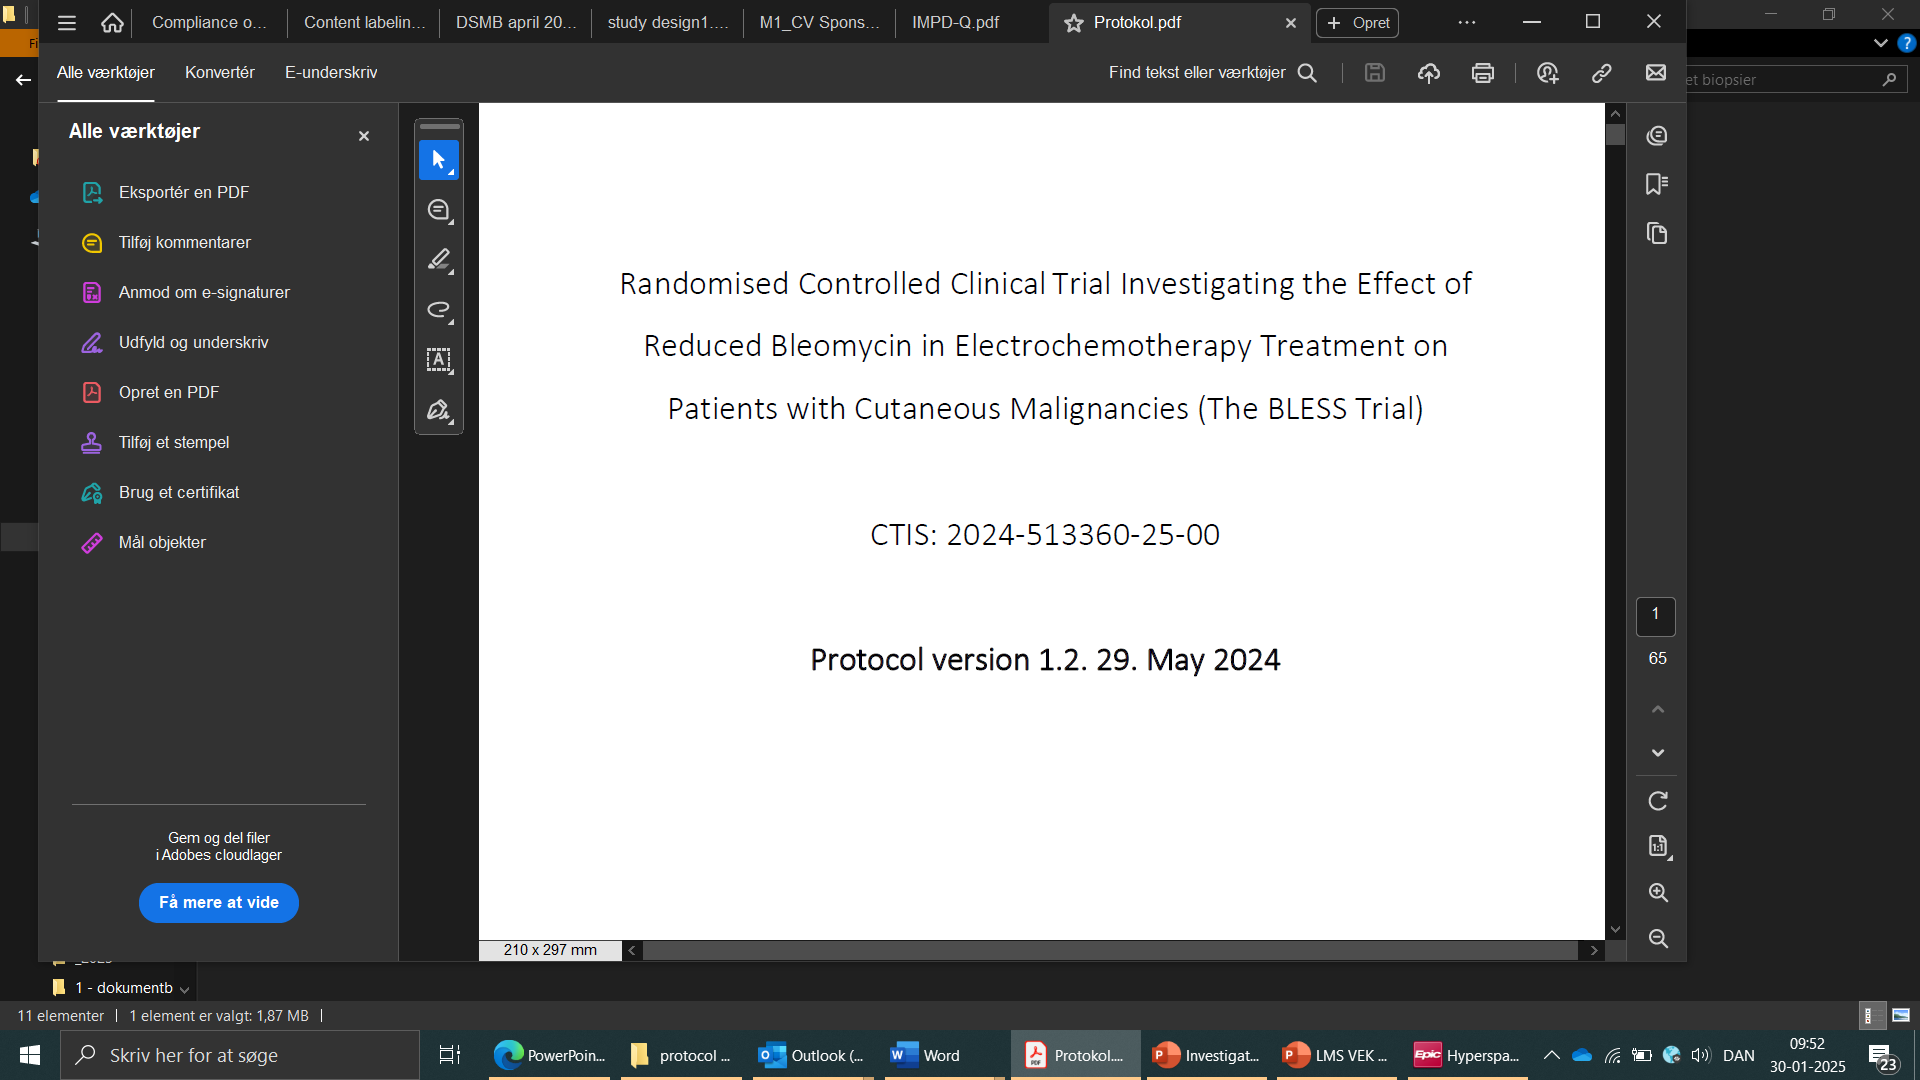 Compliance o...
Content labelin...
DSMB april 20...
study design1....
M1_CV Spons...
IMPD-Q.pdf
Protokol.pdf
Opret
Fi
Alle værktøjer
Konvertér
E-underskriv
Find tekst eller værktøjer
et biopsier
Alle værktøjer
Eksportér en PDF
Tilføj kommentarer
Anmod om e-signaturer
Udfyld og underskriv
Opret en PDF
Tilføj et stempel
Brug et certifikat
Mål objekter
Gem og del filer
i Adobes cloudlager
Få mere at vide
Randomised Controlled Clinical Trial Investigating the Effect of
Reduced Bleomycin in Electrochemotherapy Treatment on
Patients with Cutaneous Malignancies (The BLESS Trial)
CTIS: 2024-513360-25-00
Protocol version 1.2. 29. May 2024
1
65
210 x 297 mm
1 - dokumentb
11 elementer
1 element er valgt: 1,87 MB
Skriv her for at søge
PowerPoin...
protocol ...
Outlook (...
Word
Protokol....
Investigat...
LMS VEK ...
Epic
Hyperspa...
DAN
09:52
30-01-2025
23